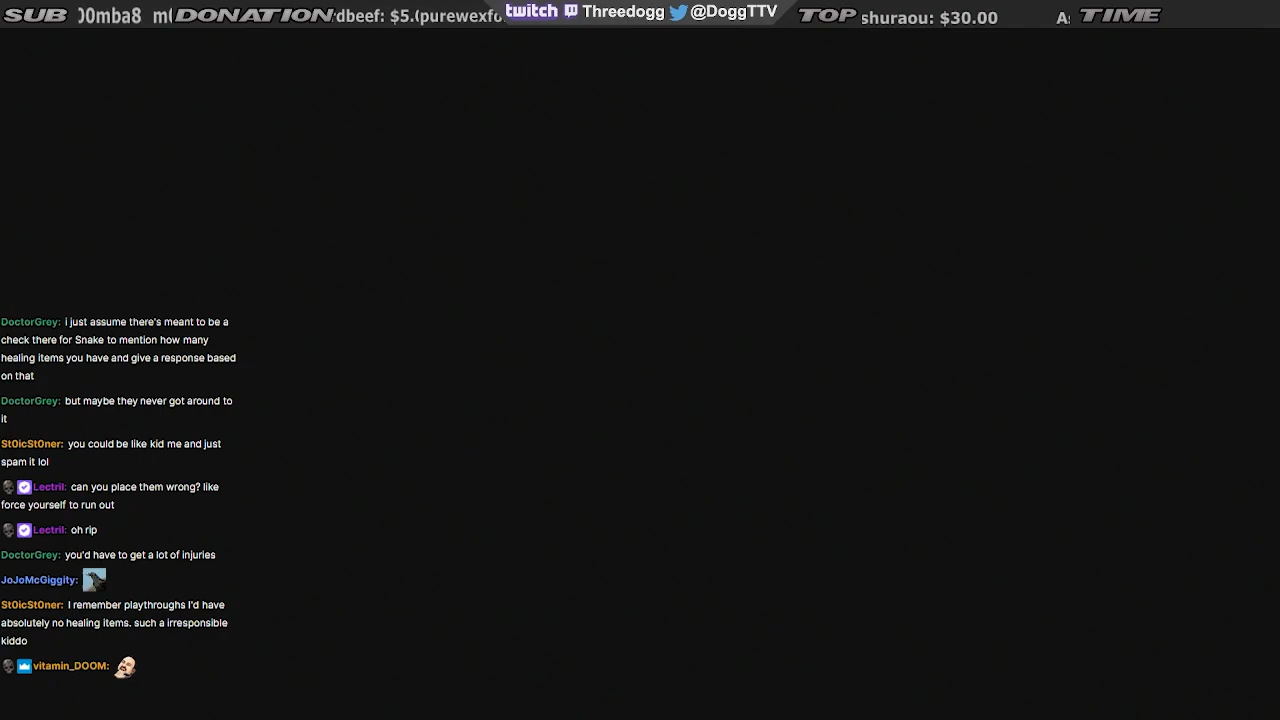 SUB 00mba8 DONATION dbeef: $5.(purewexfo twitch Threedogg @DoggTTV TOP shuraou: $30.00 TIME
DoctorGrey: i just assume there's meant to be a
check there for Snake to mention how many
healing items you have and give a response based
on that
DoctorGrey: but maybe they never got around to
it
St0icSt0ner: you could be like kid me and just
spam it lol
Lectril: can you place them wrong? like
force yourself to run out
Lectril: oh rip
DoctorGrey: you'd have to get a lot of injuries
JoJoMcGiggity:
St0icSt0ner: I remember playthroughs I'd have
absolutely no healing items. such a irresponsible
kiddo
vitamin_DOOM: